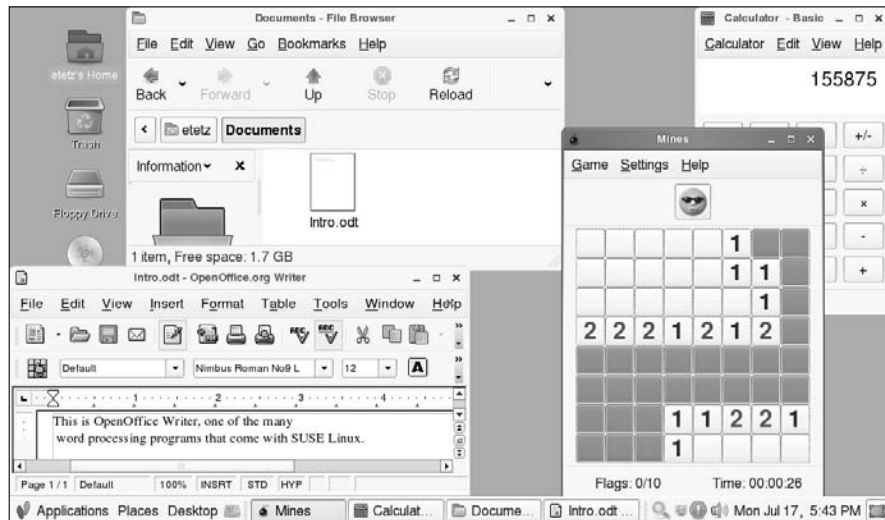 etetz's Home
Trash
Floppy Drive
Documents - File Browser
File Edit View Go Bookmarks Help
Back Forward Up Stop Reload
etetz Documents
Information
Intro.odt
1 item, Free space: 1.7 GB
Calculator - Basic
Calculator Edit View Help
155875
+/-
÷
x
-
+
Mines
Game Settings Help
1
1 1
1
2 2 2 1 2 1 2
1 1 2 2 1
1
Flags: 0/10 Time: 00:00:26
Intro.odt - OpenOffice.org Writer
File Edit View Insert Format Table Tools Window Help
Default Nimbus Roman No9 L 12 A
1 2 3 4
This is OpenOffice Writer, one of the many
word processing programs that come with SUSE Linux.
Page 1 / 1 Default 100% INSRT STD HYP
Applications Places Desktop Mines Calculat... Docume... Intro.odt ... Mon Jul 17, 5:43 PM